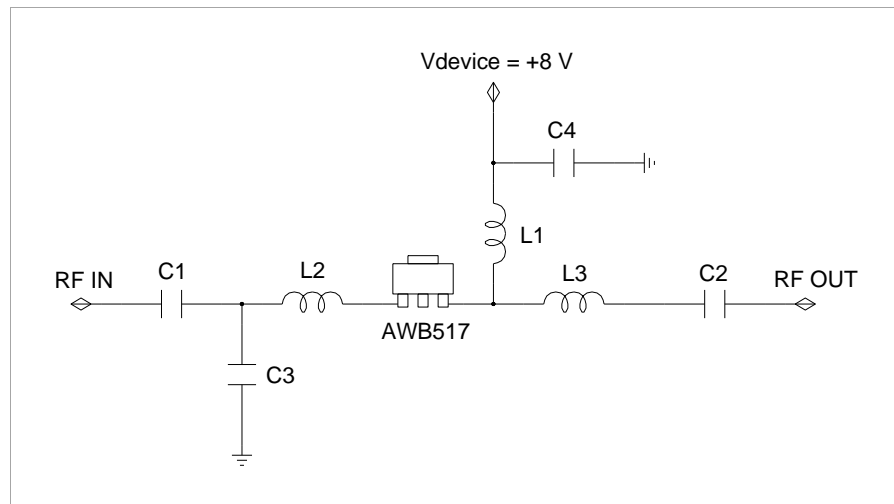 Vdevice = +8 V
C4
L1
RF IN
C1
L2
L3
C2
RF OUT
AWB517
C3